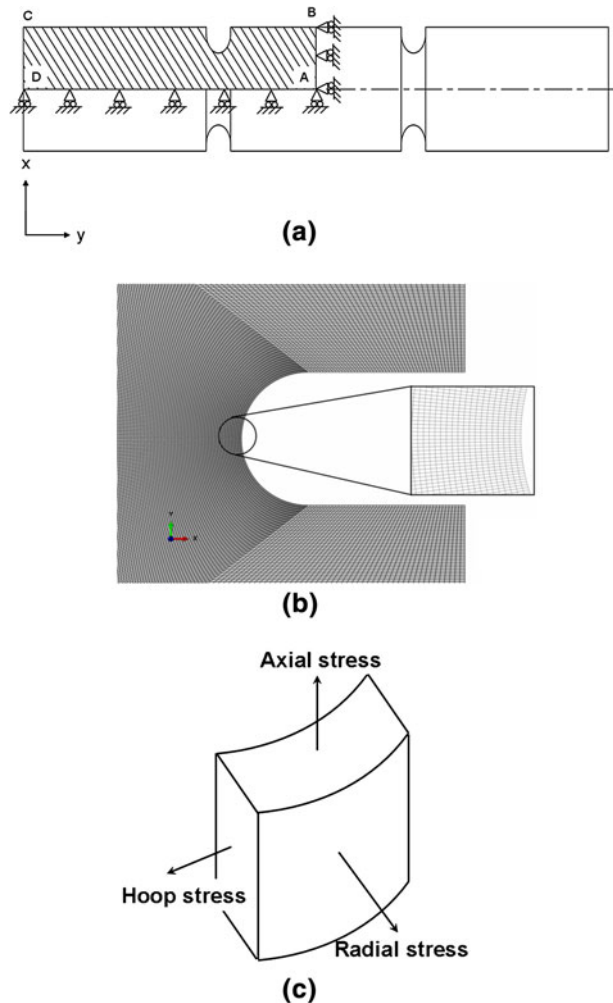 C
B
D
A
x
y
(a)
Y
X
(b)
Axial stress
Hoop stress
Radial stress
(c)